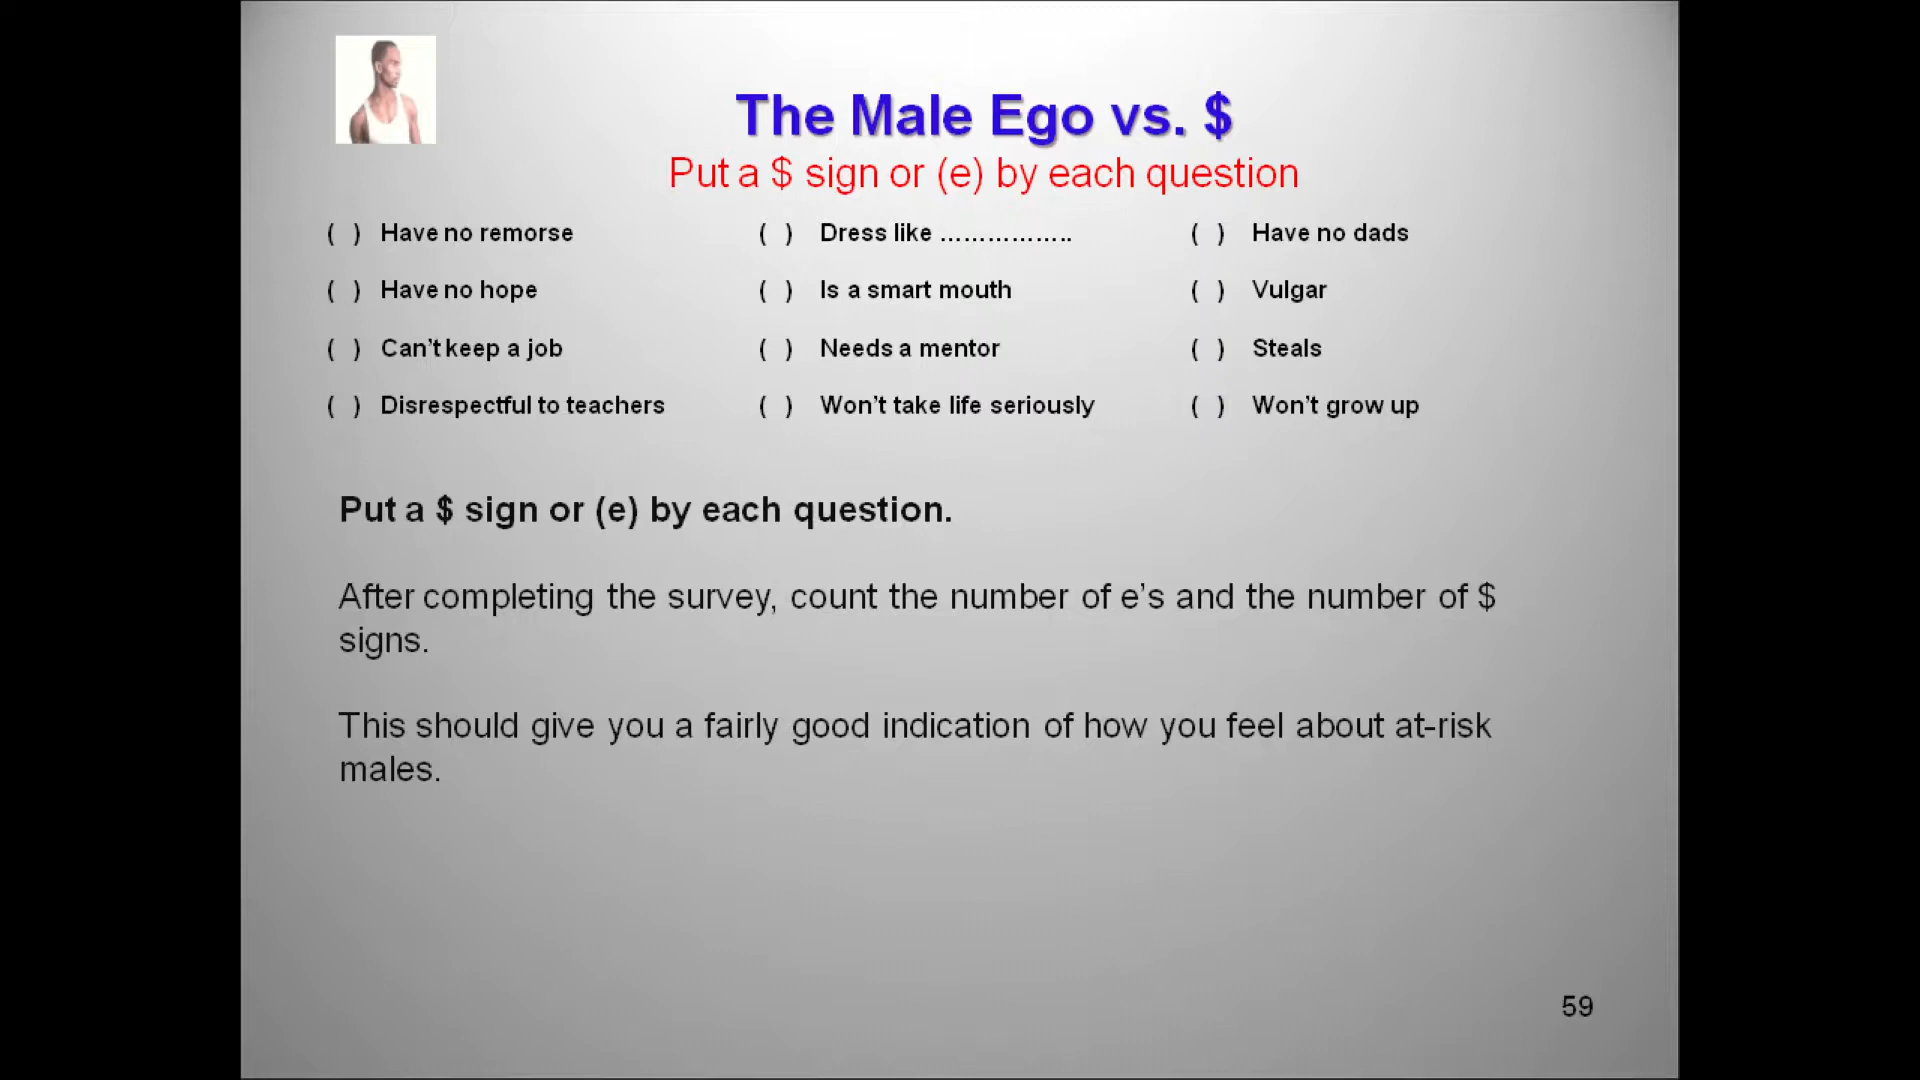 The Male Ego vs. $
Put a $ sign or (e) by each question
( ) Have no remorse ( ) Dress like …………….. ( ) Have no dads
( ) Have no hope ( ) Is a smart mouth ( ) Vulgar
( ) Can't keep a job ( ) Needs a mentor ( ) Steals
( ) Disrespectful to teachers ( ) Won't take life seriously ( ) Won't grow up
Put a $ sign or (e) by each question.
After completing the survey, count the number of e's and the number of $
signs.
This should give you a fairly good indication of how you feel about at-risk
males.
59